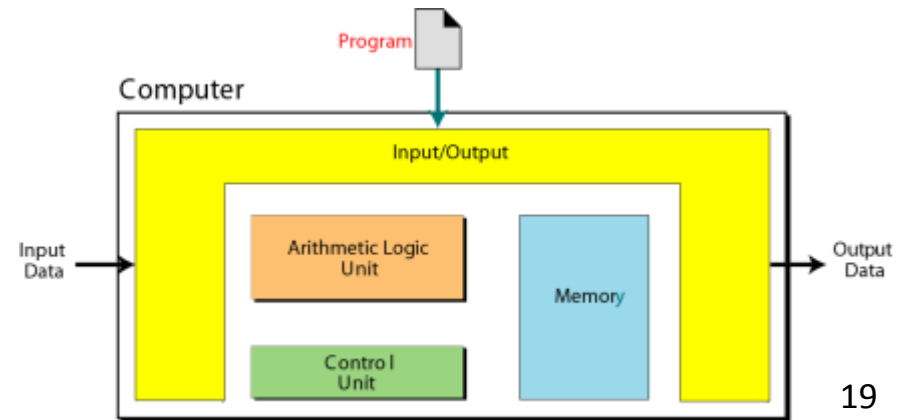 Program
Computer
Input/Output
Input
Data
Arithmetic Logic
Unit
Memory
Output
Data
Control
Unit
19